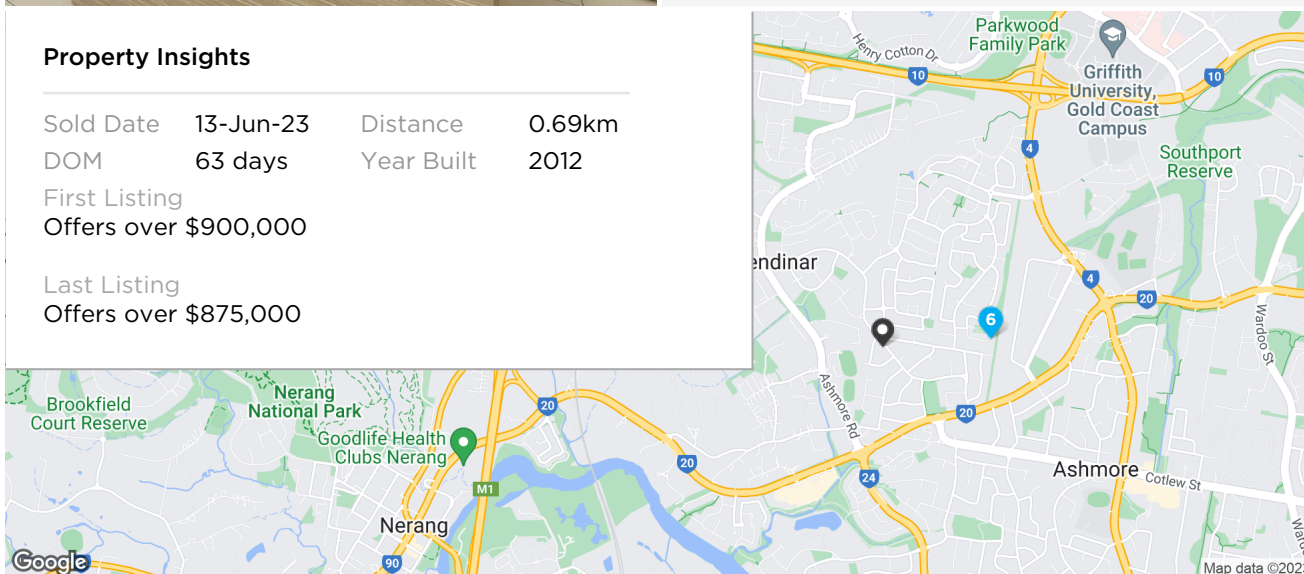 Property Insights
Sold Date 13-Jun-23 Distance 0.69km
DOM 63 days Year Built 2012
First Listing
Offers over $900,000
Last Listing
Offers over $875,000
Parkwood
Family Park
Henry Cotton Dr
10
Griffith
University,
Gold Coast
Campus
10
4
Southport
Reserve
endinar
4
20
6
Wardoo St
Nerang
National Park
Brookfield
Court Reserve
20
Ashmore Rd
20
Goodlife Health
Clubs Nerang
20
24
Ashmore
Cotlew St
M1
Nerang
90
Google
Map data ©2023